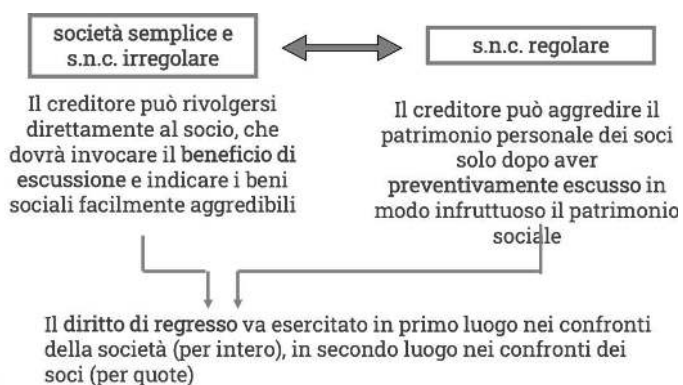 società semplice e
s.n.c. irregolare
s.n.c. regolare
Il creditore può rivolgersi
direttamente al socio, che
dovrà invocare il beneficio di
escussione e indicare i beni
sociali facilmente aggredibili
Il creditore può aggredire il
patrimonio personale dei soci
solo dopo aver
preventivamente escusso in
modo infruttuoso il patrimonio
sociale
Il diritto di regresso va esercitato in primo luogo nei confronti
della società (per intero), in secondo luogo nei confronti dei
soci (per quote)